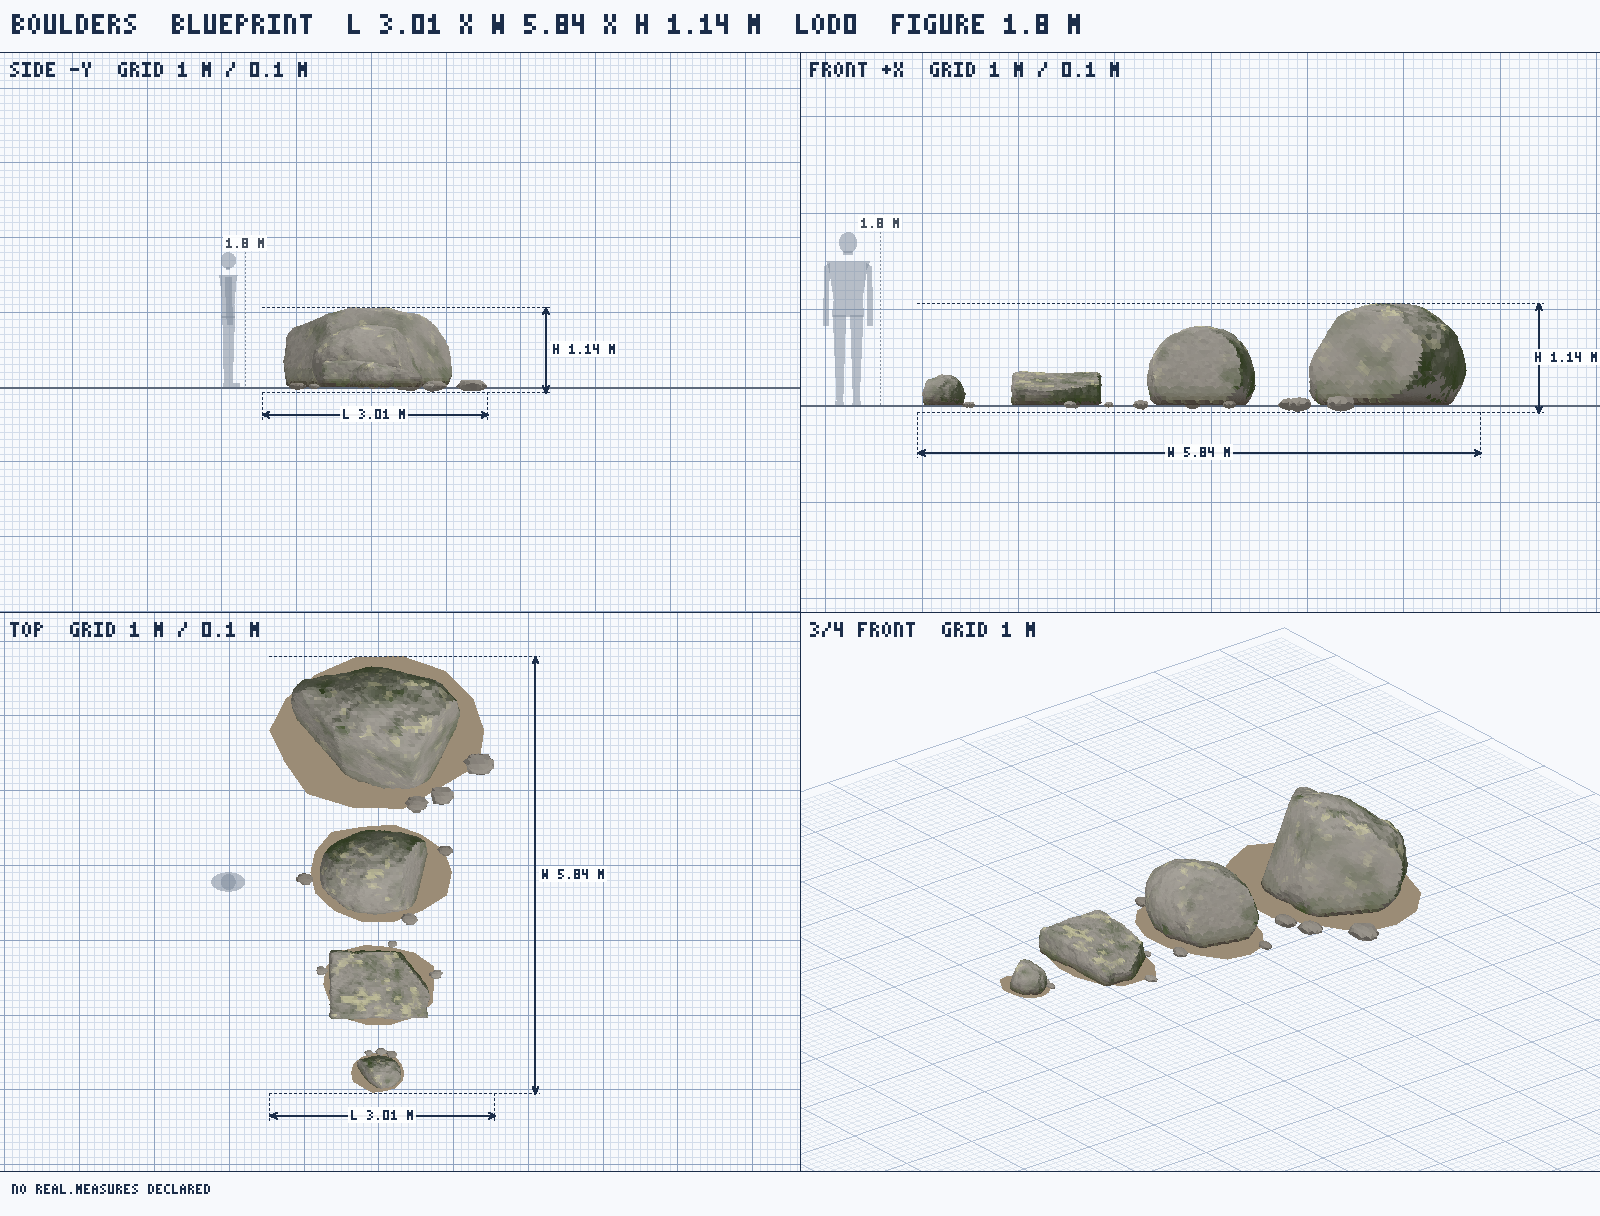 BOULDERS BLUEPRINT L 3.01 X W 5.84 X H 1.14 M LOD0 FIGURE 1.8 M
SIDE -Y GRID 1 M / 0.1 M
1.8 M
H 1.14 M
L 3.01 M
FRONT +X GRID 1 M / 0.1 M
1.8 M
H 1.14 M
W 5.84 M
TOP GRID 1 M / 0.1 M
W 5.84 M
L 3.01 M
3/4 FRONT GRID 1 M
NO REAL.MEASURES DECLARED